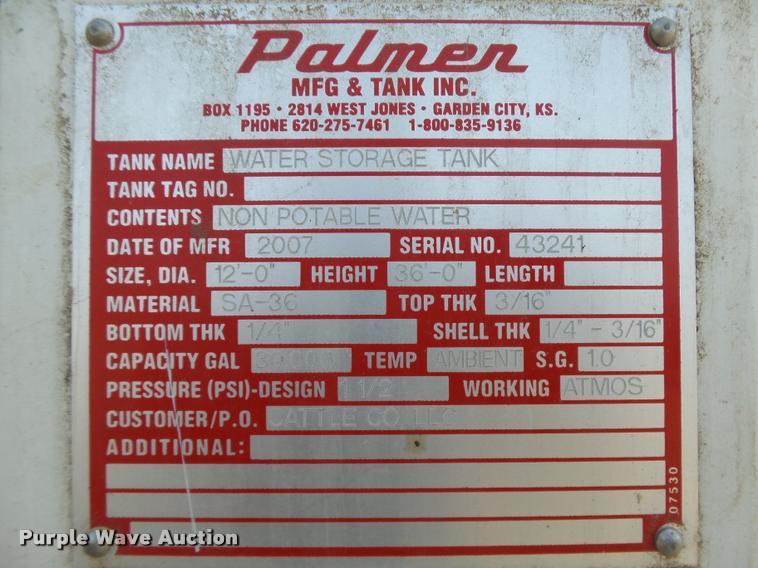 Palmer
MFG & TANK INC.
BOX 1195 • 2814 WEST JONES • GARDEN CITY, KS.
PHONE 620-275-7461 1-800-835-9136
TANK NAME WATER STORAGE TANK
TANK TAG NO.
CONTENTS NON POTABLE WATER
DATE OF MFR 2007 SERIAL NO. 43241
SIZE, DIA. 12'-0" HEIGHT 36'-0" LENGTH
MATERIAL SA-36 TOP THK 3/16"
BOTTOM THK 1/4" SHELL THK 1/4" - 3/16"
CAPACITY GAL TEMP AMBIENT S.G. 1.0
PRESSURE (PSI)-DESIGN 1 1/2 WORKING ATMOS
CUSTOMER/P.O. CATTLE CO, LLC
ADDITIONAL:
07530
Purple Wave Auction